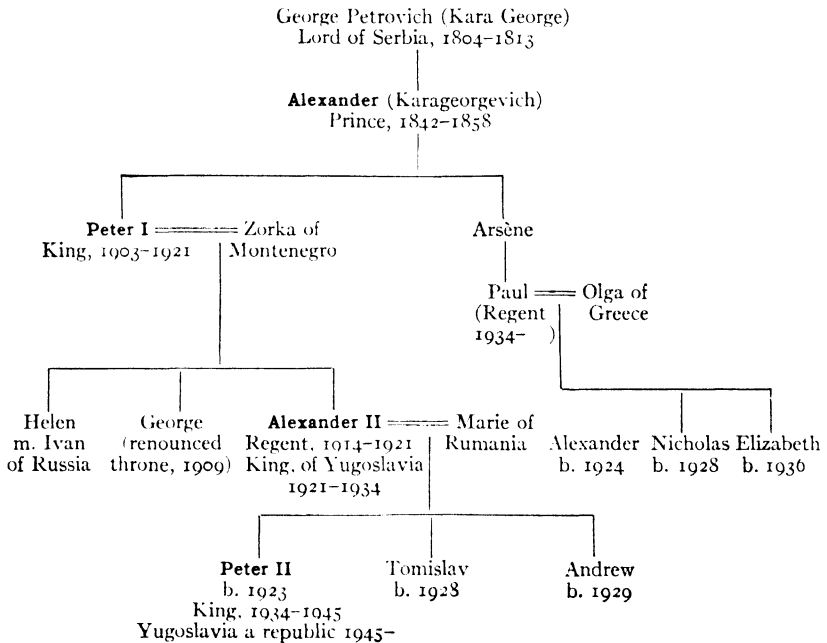 George Petrovich (Kara George)
Lord of Serbia, 1804–1813
Alexander (Karageorgevich)
Prince, 1842–1858
Peter I
King, 1903–1921
Zorka of
Montenegro
Arsène
Paul
(Regent
1934– )
Olga of
Greece
Helen
m. Ivan
of Russia
George
(renounced
throne, 1909)
Alexander II
Regent, 1914–1921
King, of Yugoslavia
1921–1934
Marie of
Rumania
Alexander
b. 1924
Nicholas
b. 1928
Elizabeth
b. 1936
Peter II
b. 1923
King, 1934–1945
Yugoslavia a republic 1945–
Tomislav
b. 1928
Andrew
b. 1929